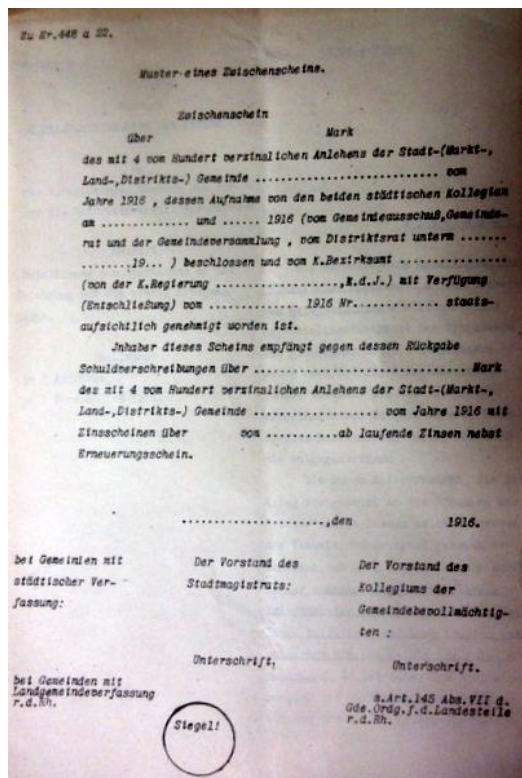 Zu Nr.448 a 22.
Muster eines Zwischenscheins.
Zwischenschein
über Mark
des mit 4 vom Hundert verzinslichen Anlehens der Stadt-(Markt-,
Land-,Distrikts-) Gemeinde .......................... vom
Jahre 1916 , dessen Aufnahme von den beiden städtischen Kollegien
am ............ und ...... 1916 (vom Gemeindeausschuß,Gemeinde-
rat und der Gemeindeversammlung , vom Distriktsrat unterm .......
........19... ) beschlossen und vom K.Bezirksamt ...............
(von der K.Regierung ..................,k.d.J.) mit Verfügung
(Entschließung) vom ............. 1916 Nr............. staats-
aufsichtlich genehmigt worden ist.
Jnhaber dieses Scheins empfängt gegen dessen Rückgabe
Schuldverschreibungen über .............................. Mark
des mit 4 vom Hundert verzinslichen Anlehens der Stadt-(Markt-,
Land-,Distrikts-) Gemeinde .................. vom Jahre 1916 mit
Zinsscheinen über vom ..........ab laufende Zinsen nebst
Erneuerungsschein.
.....................,den 1916.
bei Gemeinien mit Der Vorstand des Der Vorstand des
städtischer Ver- Stadtmagistrats: Kollegiums der
fassung: Gemeindebevollmächtig-
ten :
Unterschrift, Unterschrift.
bei Gemeinden mit
Landgemeindeverfassung s.Art.145 Abs.VII d.
r.d.Rh. Gde.Ordg.f.d.Landesteile
Siegel! r.d.Rh.